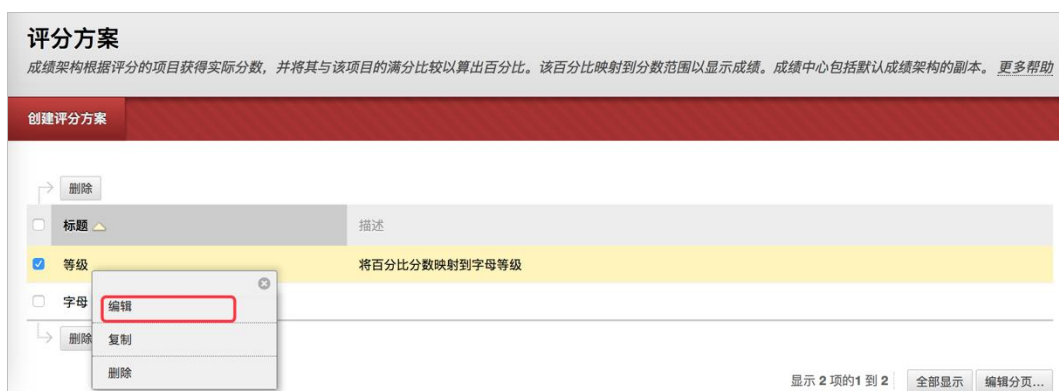 评分方案
成绩架构根据评分的项目获得实际分数，并将其与该项目的满分比较以算出百分比。该百分比映射到分数范围以显示成绩。成绩中心包括默认成绩架构的副本。 更多帮助
创建评分方案
删除
标题 描述
等级 将百分比分数映射到字母等级
字母
编辑
删除
复制
删除
显示 2 项的1 到 2 全部显示 编辑分页...